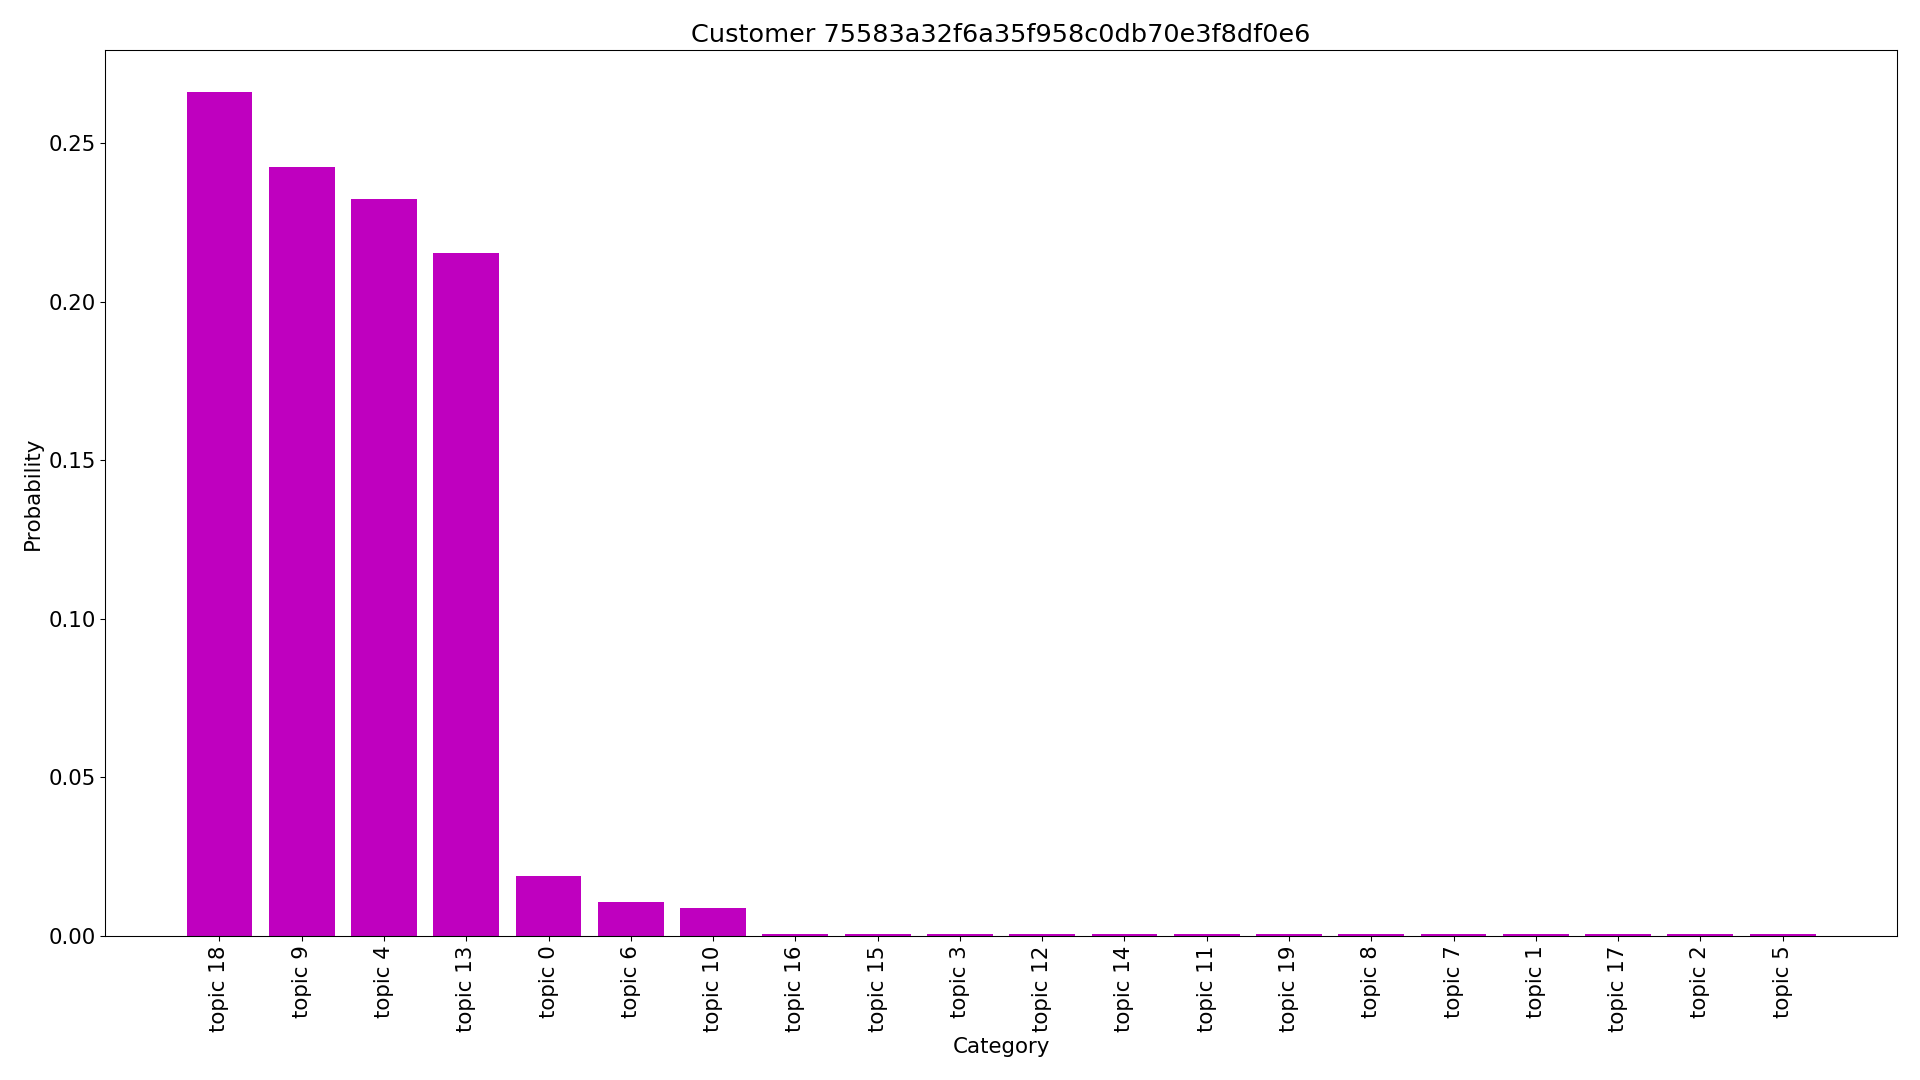 Customer 75583a32f6a35f958c0db70e3f8df0e6
Probability
0.25
0.20
0.15
0.10
0.05
0.00
topic 18
topic 9
topic 4
topic 13
topic 0
topic 6
topic 10
topic 16
topic 15
topic 3
topic 12
topic 14
topic 11
topic 19
topic 8
topic 7
topic 1
topic 17
topic 2
topic 5
Category